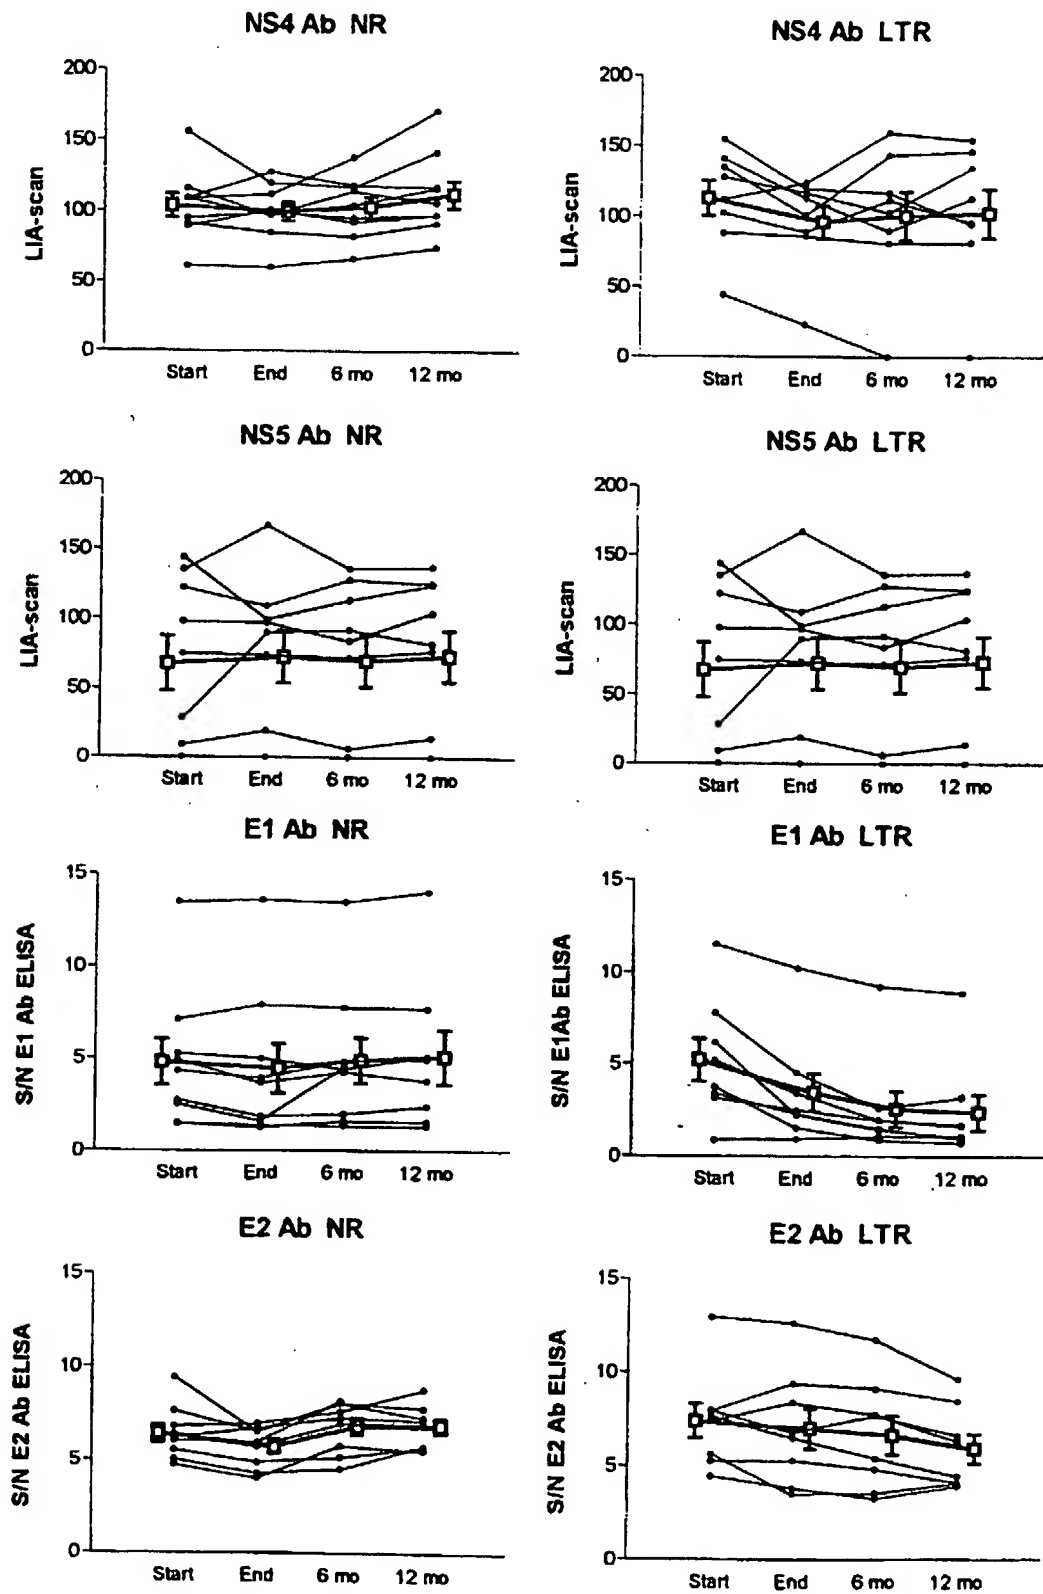 NS4 Ab NR
LIA-scan
200
150
100
50
0
Start End 6 mo 12 mo
NS4 Ab LTR
LIA-scan
200
150
100
50
0
Start End 6 mo 12 mo
NS5 Ab NR
LIA-scan
200
150
100
50
0
Start End 6 mo 12 mo
NS5 Ab LTR
LIA-scan
200
150
100
50
0
Start End 6 mo 12 mo
E1 Ab NR
S/N E1 Ab ELISA
15
10
5
0
Start End 6 mo 12 mo
E1 Ab LTR
S/N E1Ab ELISA
15
10
5
0
Start End 6 mo 12 mo
E2 Ab NR
S/N E2 Ab ELISA
15
10
5
0
Start End 6 mo 12 mo
E2 Ab LTR
S/N E2 Ab ELISA
15
10
5
0
Start End 6 mo 12 mo